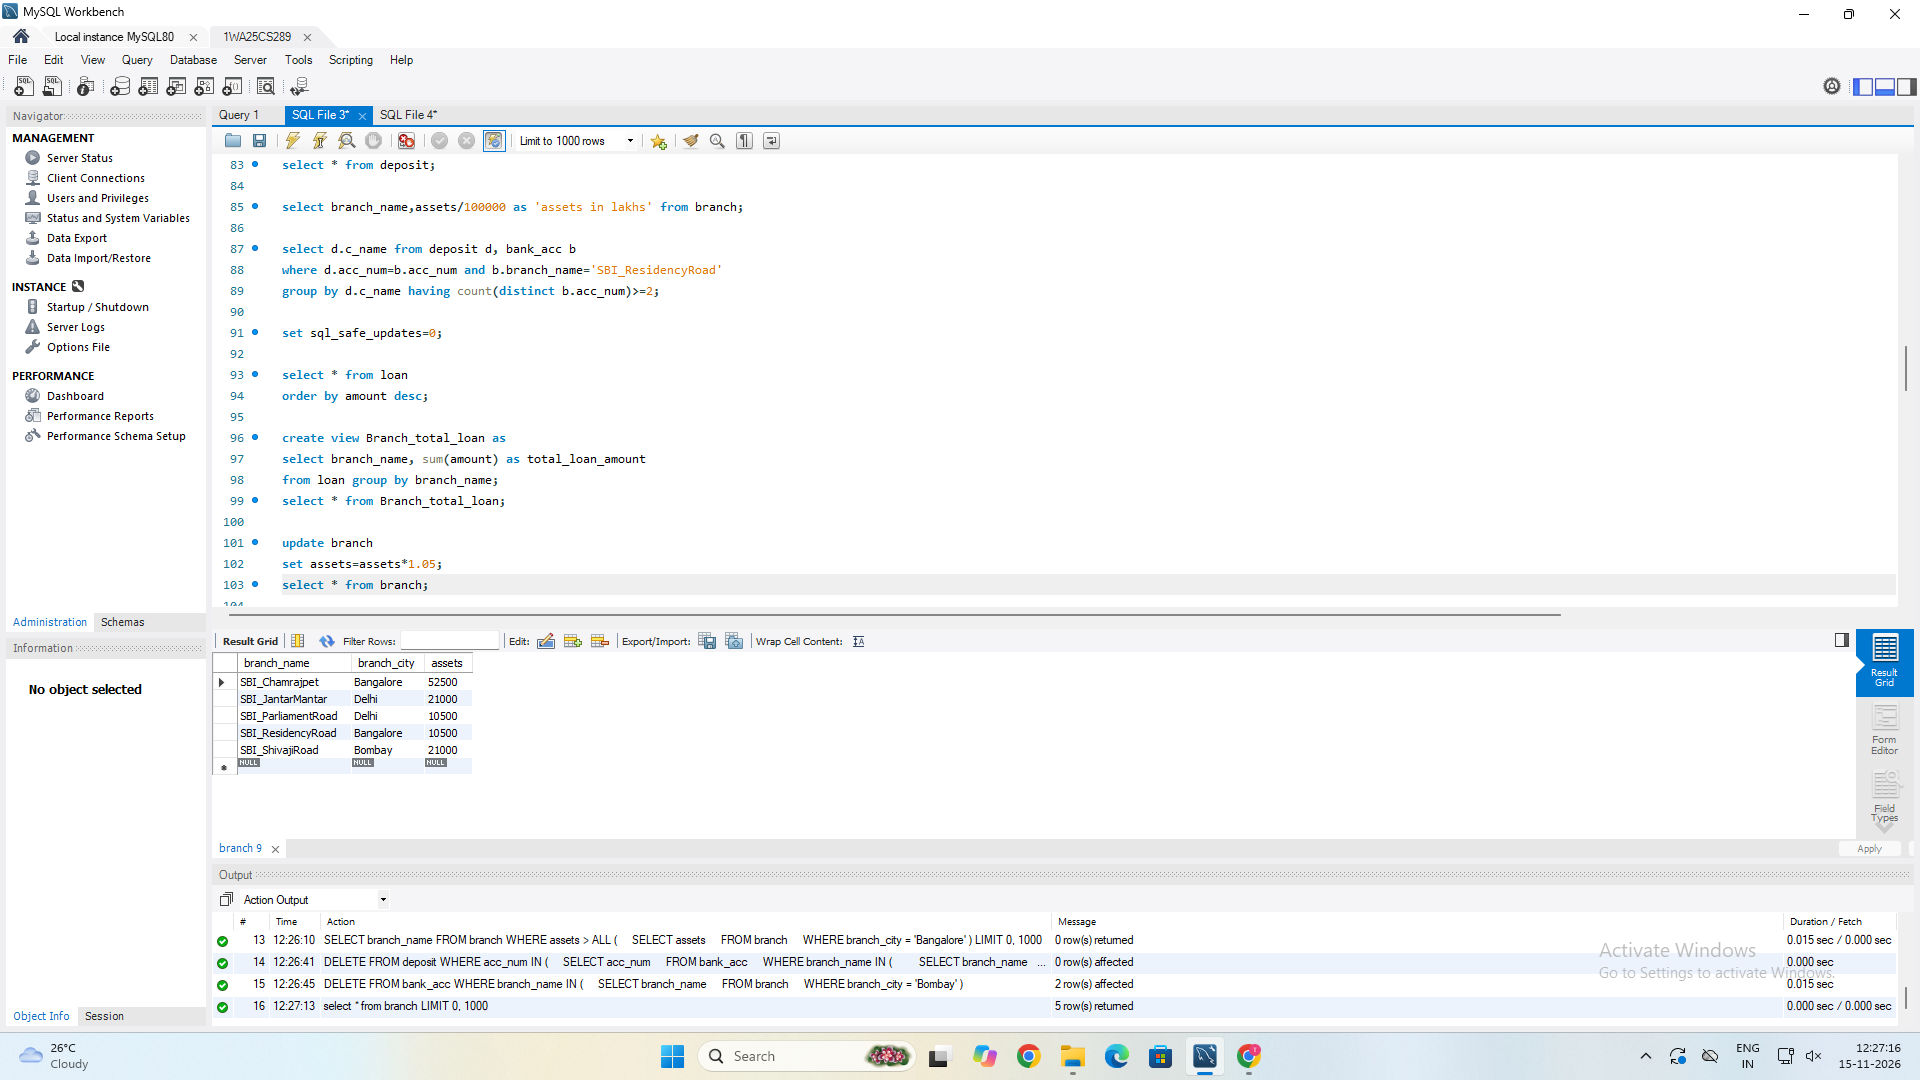 MySQL Workbench
Local instance MySQL80
1WA25CS289
File Edit View Query Database Server Tools Scripting Help
Navigator
MANAGEMENT
Server Status
Client Connections
Users and Privileges
Status and System Variables
Data Export
Data Import/Restore
INSTANCE
Startup / Shutdown
Server Logs
Options File
PERFORMANCE
Dashboard
Performance Reports
Performance Schema Setup
Administration Schemas
Information
No object selected
Object Info Session
Query 1 SQL File 3* SQL File 4*
Limit to 1000 rows
83 select * from deposit;
84
85 select branch_name,assets/100000 as 'assets in lakhs' from branch;
86
87 select d.c_name from deposit d, bank_acc b
88 where d.acc_num=b.acc_num and b.branch_name='SBI_ResidencyRoad'
89 group by d.c_name having count(distinct b.acc_num)>=2;
90
91 set sql_safe_updates=0;
92
93 select * from loan
94 order by amount desc;
95
96 create view Branch_total_loan as
97 select branch_name, sum(amount) as total_loan_amount
98 from loan group by branch_name;
99 select * from Branch_total_loan;
100
101 update branch
102 set assets=assets*1.05;
103 select * from branch;
104
Result Grid Filter Rows: Edit: Export/Import: Wrap Cell Content:
branch_name branch_city assets
SBI_Chamrajpet Bangalore 52500
SBI_JantarMantar Delhi 21000
SBI_ParliamentRoad Delhi 10500
SBI_ResidencyRoad Bangalore 10500
SBI_ShivajiRoad Bombay 21000
NULL NULL NULL
Result Grid
Form Editor
Field Types
branch 9
Apply
Output
Action Output
# Time Action Message Duration / Fetch
13 12:26:10 SELECT branch_name FROM branch WHERE assets > ALL ( SELECT assets FROM branch WHERE branch_city = 'Bangalore' ) LIMIT 0, 1000 0 row(s) returned 0.015 sec / 0.000 sec
14 12:26:41 DELETE FROM deposit WHERE acc_num IN ( SELECT acc_num FROM bank_acc WHERE branch_name IN ( SELECT branch_name ... 0 row(s) affected 0.000 sec
15 12:26:45 DELETE FROM bank_acc WHERE branch_name IN ( SELECT branch_name FROM branch WHERE branch_city = 'Bombay' ) 2 row(s) affected 0.015 sec
16 12:27:13 select * from branch LIMIT 0, 1000 5 row(s) returned 0.000 sec / 0.000 sec
Activate Windows
Go to Settings to activate Windows.
26°C
Cloudy
Search
ENG
IN
12:27:16
15-11-2026